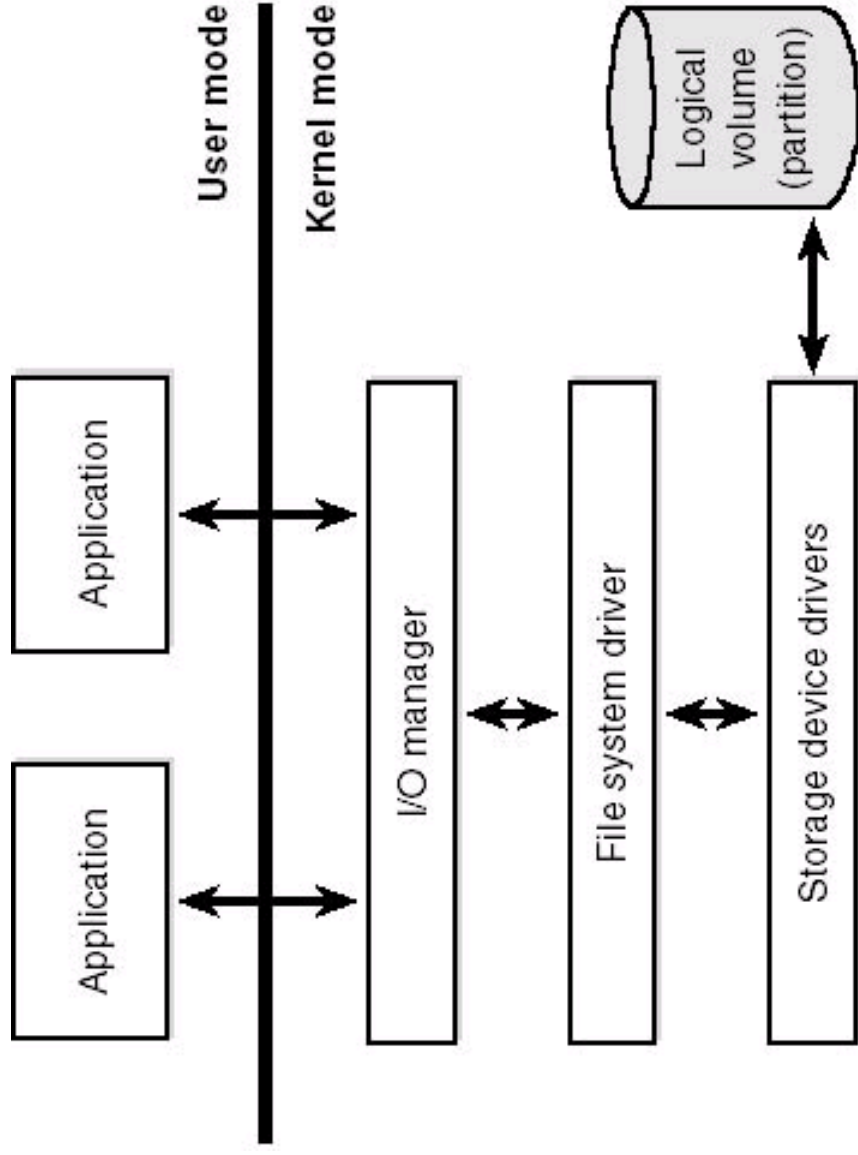 Application
Application
User mode
Kernel mode
I/O manager
File system driver
Storage device drivers
Logical
volume
(partition)